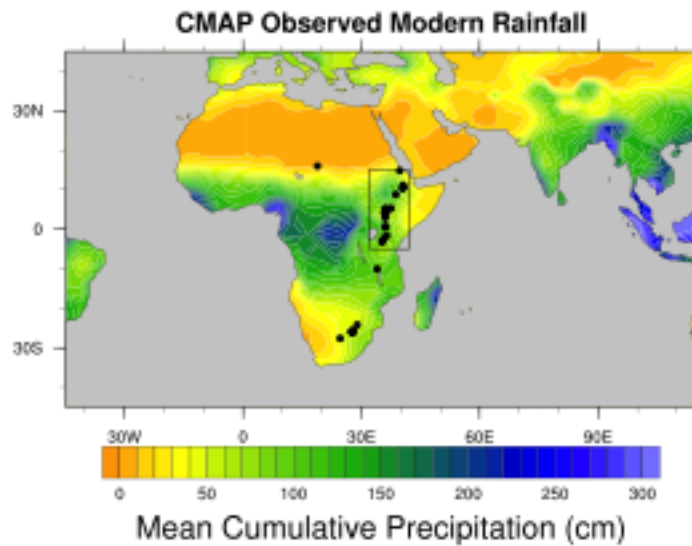 CMAP Observed Modern Rainfall
30N
0
30S
30W 0 30E 60E 90E
0 50 100 150 200 250 300
Mean Cumulative Precipitation (cm)